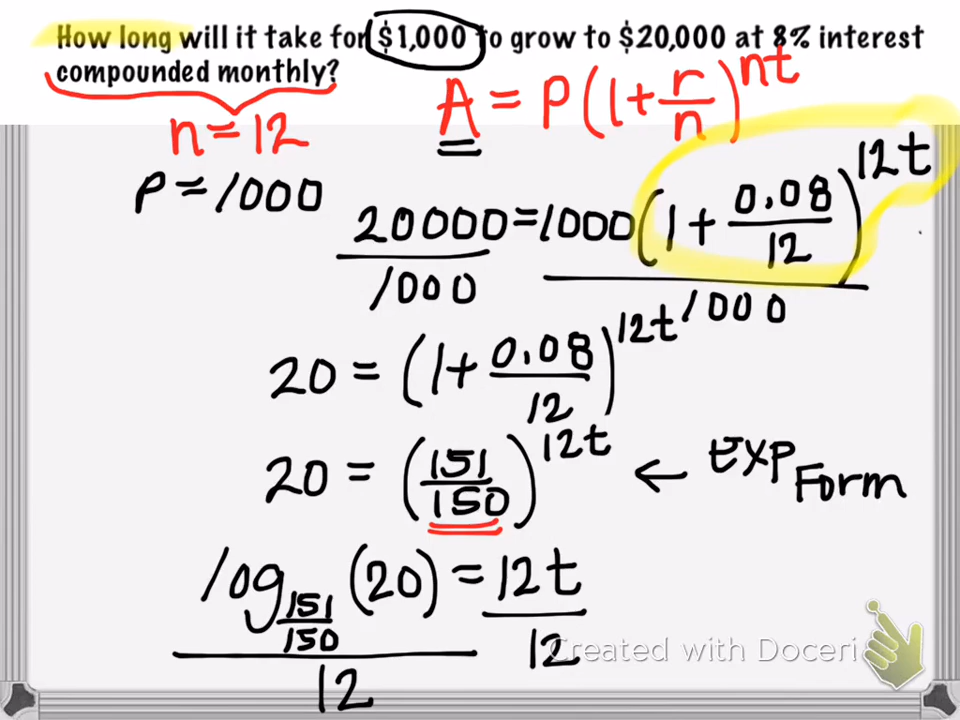 How long will it take for $1,000 to grow to $20,000 at 8% interest
compounded monthly?
n=12
A = P(1+r/n)^nt
P=1000
20000/1000 = 1000(1+0.08/12)^12t/1000
20 = (1+0.08/12)^12t
20 = (151/150)^12t ← EXP Form
log_151/150 (20)/12 = 12t/12
Created with Doceri